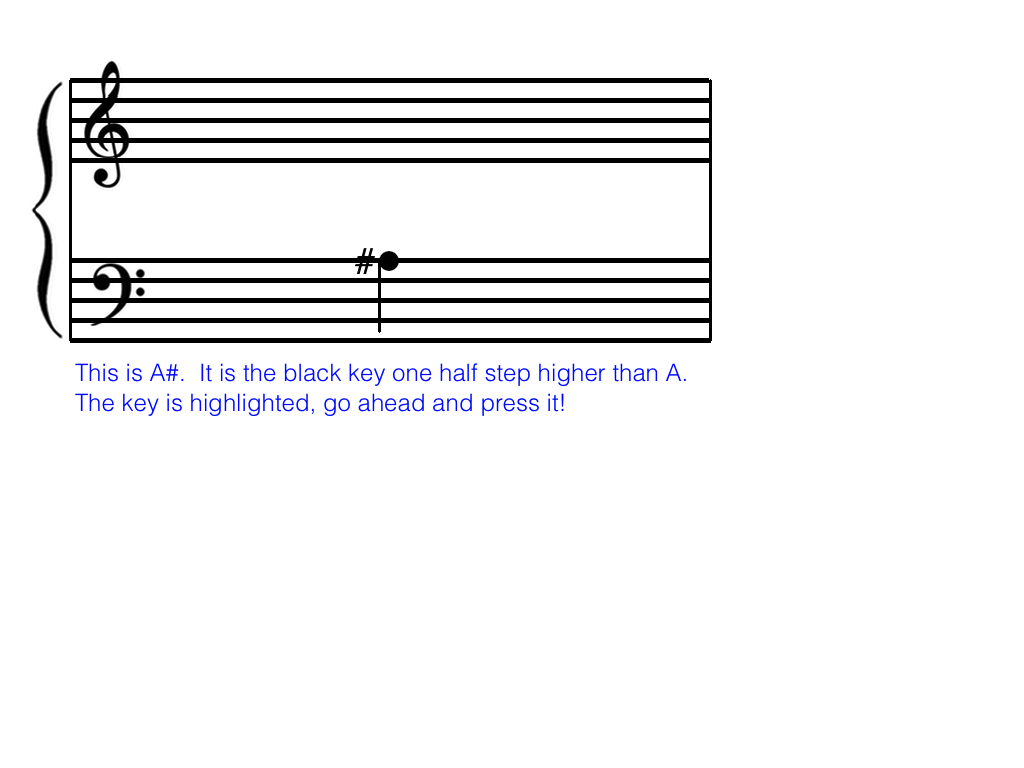 #
This is A#.  It is the black key one half step higher than A.
The key is highlighted, go ahead and press it!